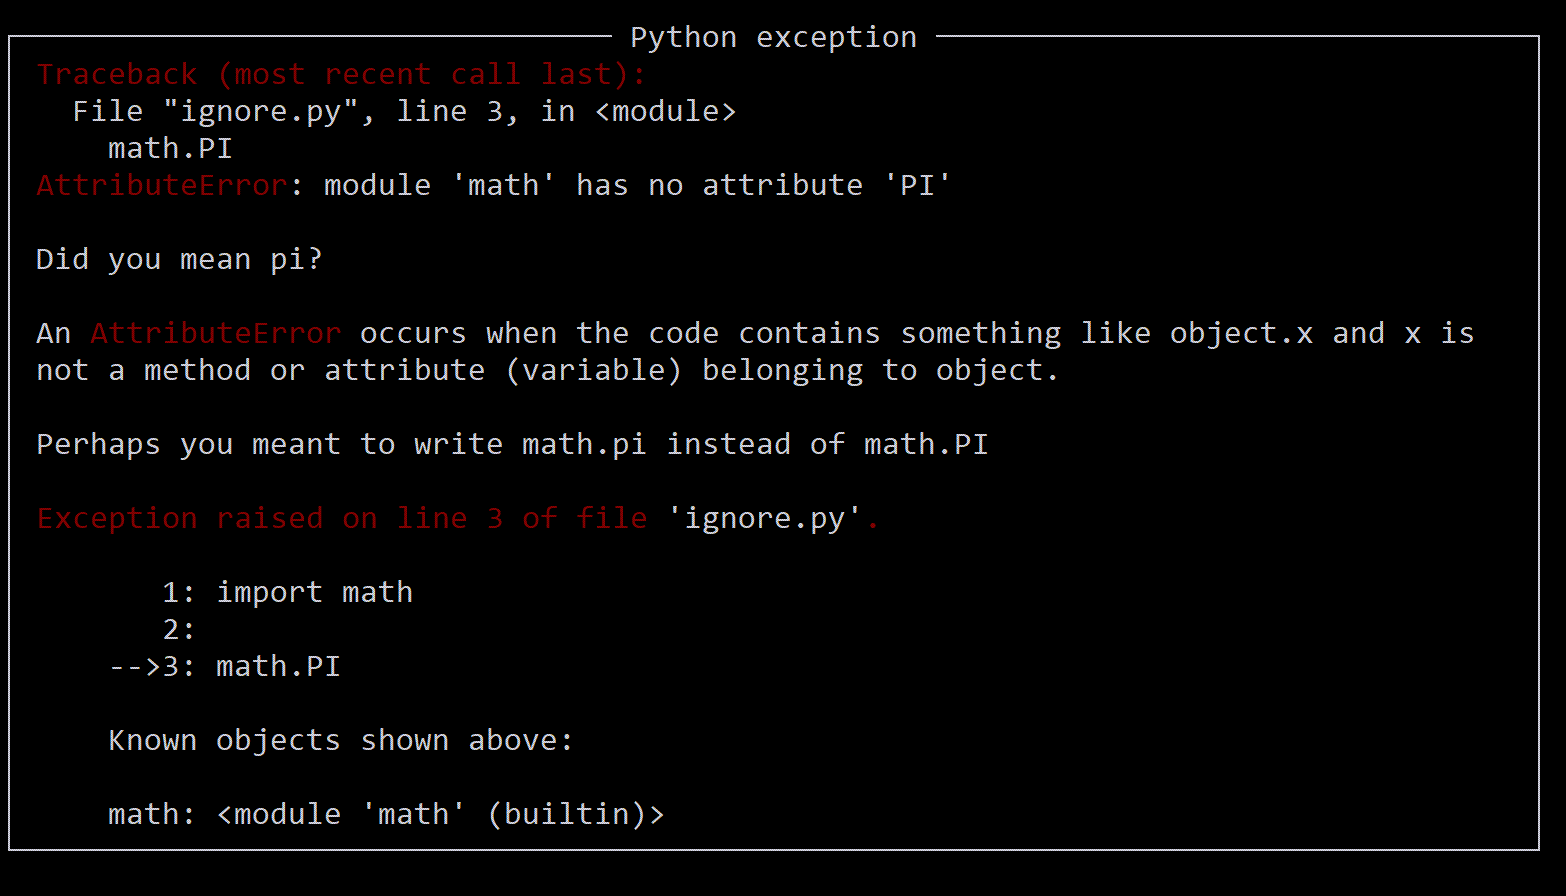 Python exception
Traceback (most recent call last):
File "ignore.py", line 3, in <module>
math.PI
AttributeError: module 'math' has no attribute 'PI'
Did you mean pi?
An AttributeError occurs when the code contains something like object.x and x is
not a method or attribute (variable) belonging to object.
Perhaps you meant to write math.pi instead of math.PI
Exception raised on line 3 of file 'ignore.py'.
1: import math
2:
-->3: math.PI
Known objects shown above:
math: <module 'math' (builtin)>